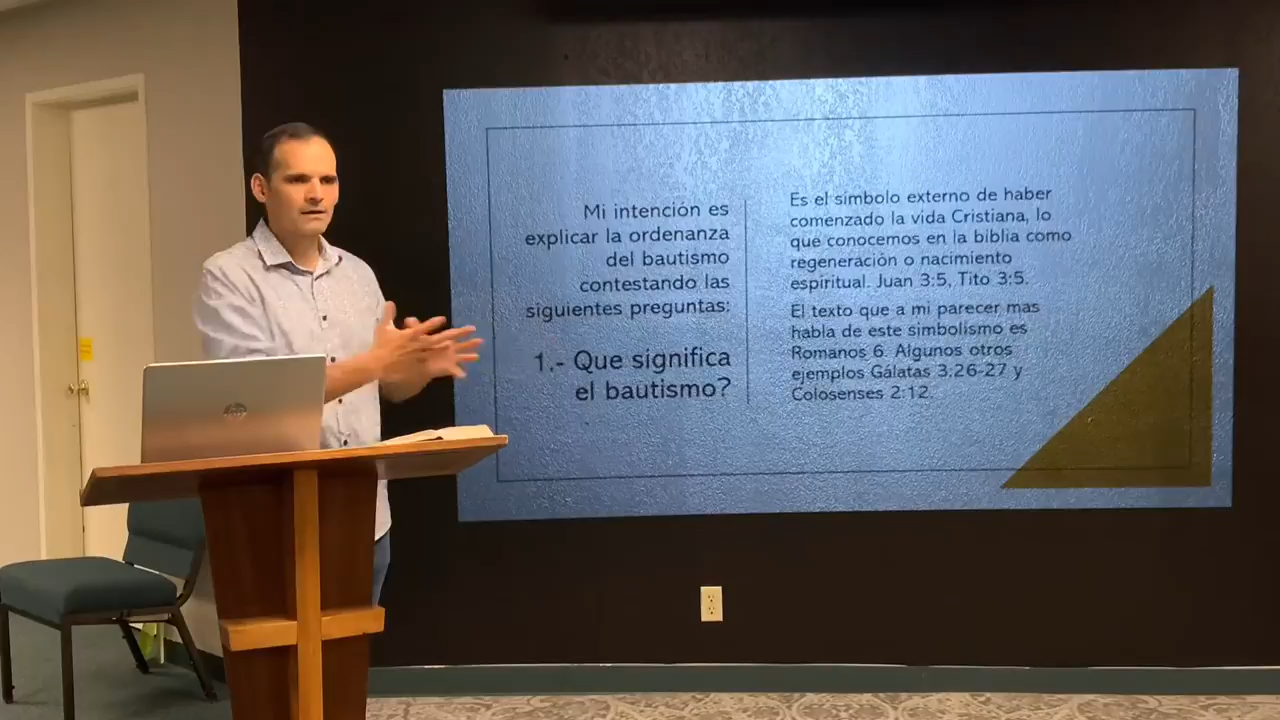 Mi intención es
explicar la ordenanza
del bautismo
contestando las
siguientes preguntas:
1.- Que significa
el bautismo?
Es el símbolo externo de haber
comenzado la vida Cristiana, lo
que conocemos en la biblia como
regeneración o nacimiento
espiritual. Juan 3:5, Tito 3:5.
El texto que a mi parecer mas
habla de este simbolismo es
Romanos 6. Algunos otros
ejemplos Gálatas 3:26-27 y
Colosenses 2:12.
hp